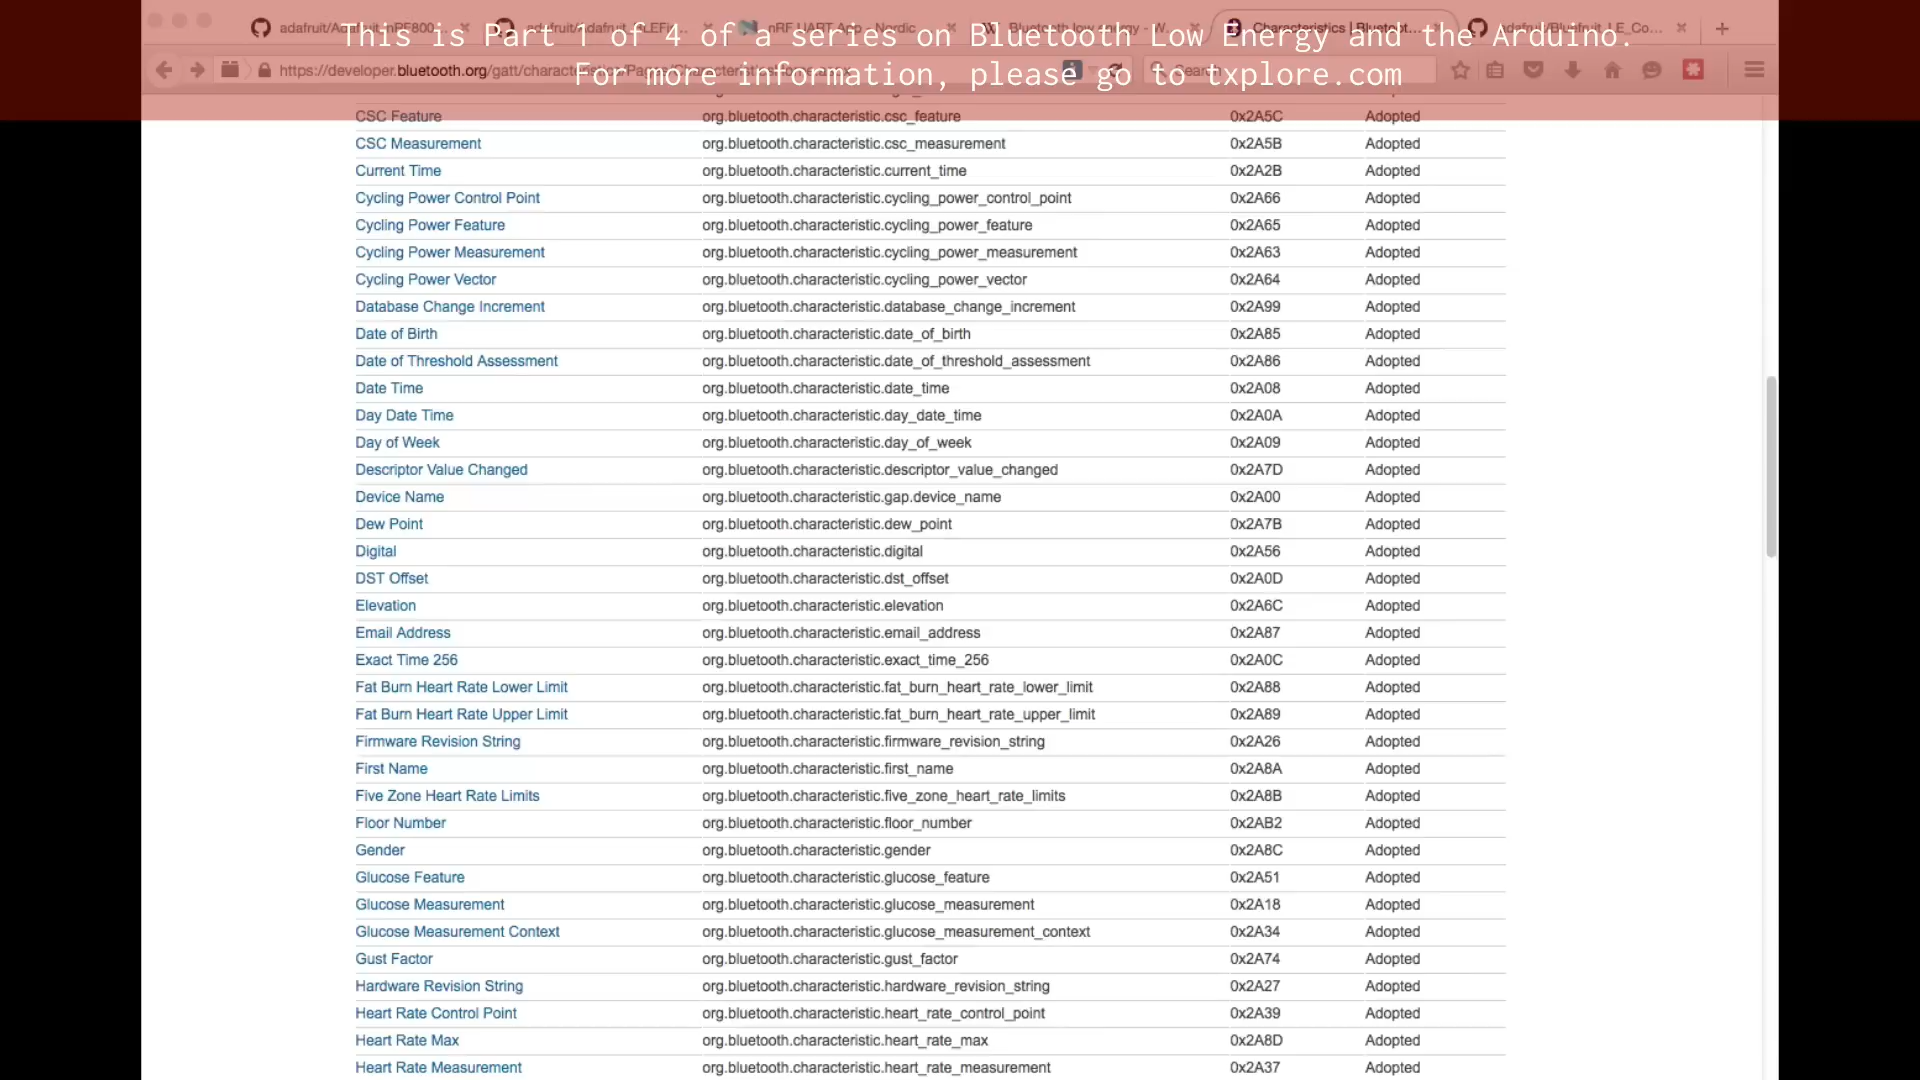 adafruit/Ad
nRF UART App - Nordic
Bluetooth low energy - W
Characteristics | Bluetoot...
This is Part 1 of 4 of a series on Bluetooth Low Energy and the Arduino.
https://developer.bluetooth.org/gatt/charact
Search
For more information, please go to txplore.com
CSC Feature org.bluetooth.characteristic.csc_feature 0x2A5C Adopted
CSC Measurement org.bluetooth.characteristic.csc_measurement 0x2A5B Adopted
Current Time org.bluetooth.characteristic.current_time 0x2A2B Adopted
Cycling Power Control Point org.bluetooth.characteristic.cycling_power_control_point 0x2A66 Adopted
Cycling Power Feature org.bluetooth.characteristic.cycling_power_feature 0x2A65 Adopted
Cycling Power Measurement org.bluetooth.characteristic.cycling_power_measurement 0x2A63 Adopted
Cycling Power Vector org.bluetooth.characteristic.cycling_power_vector 0x2A64 Adopted
Database Change Increment org.bluetooth.characteristic.database_change_increment 0x2A99 Adopted
Date of Birth org.bluetooth.characteristic.date_of_birth 0x2A85 Adopted
Date of Threshold Assessment org.bluetooth.characteristic.date_of_threshold_assessment 0x2A86 Adopted
Date Time org.bluetooth.characteristic.date_time 0x2A08 Adopted
Day Date Time org.bluetooth.characteristic.day_date_time 0x2A0A Adopted
Day of Week org.bluetooth.characteristic.day_of_week 0x2A09 Adopted
Descriptor Value Changed org.bluetooth.characteristic.descriptor_value_changed 0x2A7D Adopted
Device Name org.bluetooth.characteristic.gap.device_name 0x2A00 Adopted
Dew Point org.bluetooth.characteristic.dew_point 0x2A7B Adopted
Digital org.bluetooth.characteristic.digital 0x2A56 Adopted
DST Offset org.bluetooth.characteristic.dst_offset 0x2A0D Adopted
Elevation org.bluetooth.characteristic.elevation 0x2A6C Adopted
Email Address org.bluetooth.characteristic.email_address 0x2A87 Adopted
Exact Time 256 org.bluetooth.characteristic.exact_time_256 0x2A0C Adopted
Fat Burn Heart Rate Lower Limit org.bluetooth.characteristic.fat_burn_heart_rate_lower_limit 0x2A88 Adopted
Fat Burn Heart Rate Upper Limit org.bluetooth.characteristic.fat_burn_heart_rate_upper_limit 0x2A89 Adopted
Firmware Revision String org.bluetooth.characteristic.firmware_revision_string 0x2A26 Adopted
First Name org.bluetooth.characteristic.first_name 0x2A8A Adopted
Five Zone Heart Rate Limits org.bluetooth.characteristic.five_zone_heart_rate_limits 0x2A8B Adopted
Floor Number org.bluetooth.characteristic.floor_number 0x2AB2 Adopted
Gender org.bluetooth.characteristic.gender 0x2A8C Adopted
Glucose Feature org.bluetooth.characteristic.glucose_feature 0x2A51 Adopted
Glucose Measurement org.bluetooth.characteristic.glucose_measurement 0x2A18 Adopted
Glucose Measurement Context org.bluetooth.characteristic.glucose_measurement_context 0x2A34 Adopted
Gust Factor org.bluetooth.characteristic.gust_factor 0x2A74 Adopted
Hardware Revision String org.bluetooth.characteristic.hardware_revision_string 0x2A27 Adopted
Heart Rate Control Point org.bluetooth.characteristic.heart_rate_control_point 0x2A39 Adopted
Heart Rate Max org.bluetooth.characteristic.heart_rate_max 0x2A8D Adopted
Heart Rate Measurement org.bluetooth.characteristic.heart_rate_measurement 0x2A37 Adopted